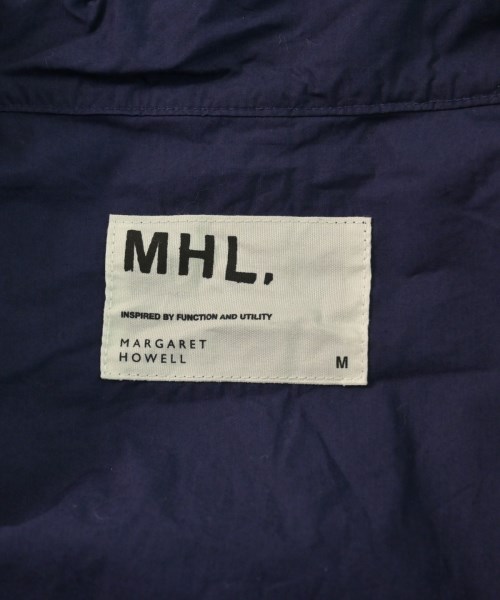 MHL.
INSPIRED BY FUNCTION AND UTILITY
MARGARET
HOWELL
M